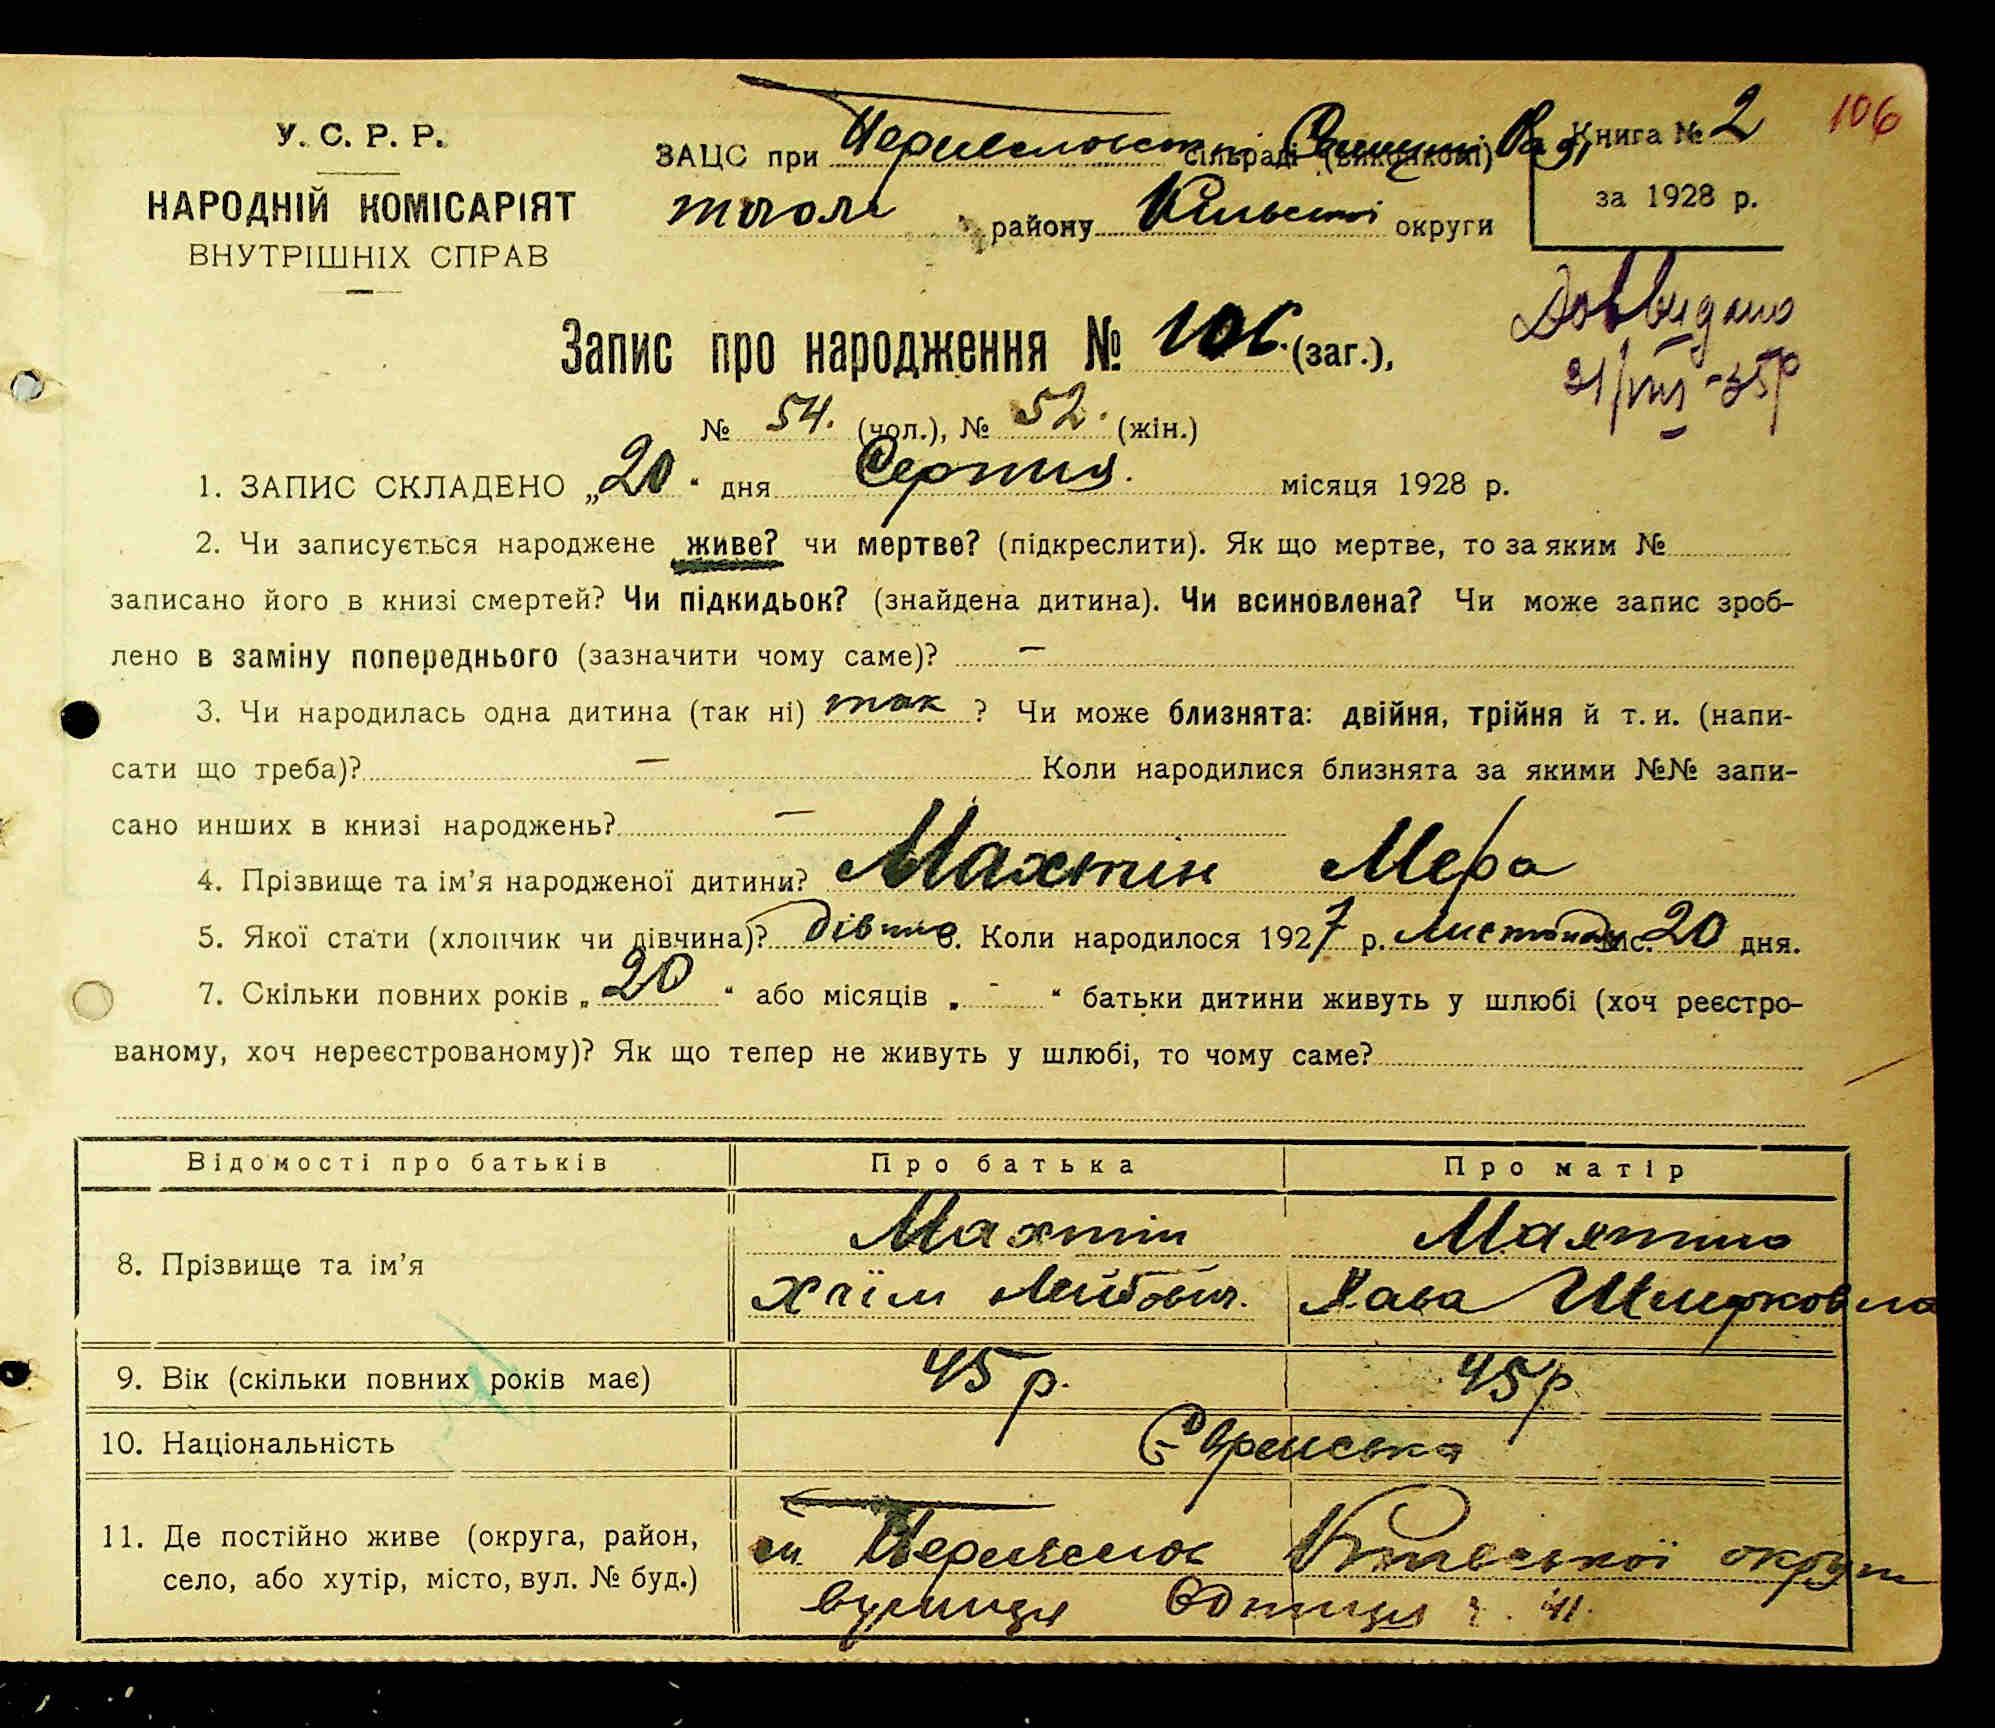 У. С. Р. Р.
НАРОДНІЙ КОМІСАРІЯТ
ВНУТРІШНІХ СПРАВ
ЗАЦС при сільраді (виконкомі)
району Київської округи
Книга № 2
за 1928 р.
106
Запис про народження № 106 (заг.),
№ 54. (чол.), № 52. (жін.)
Дов видано
31/VIII-35р
1. ЗАПИС СКЛАДЕНО „20“ дня Серпня. місяця 1928 р.
2. Чи записується народжене живе? чи мертве? (підкреслити). Як що мертве, то за яким №
записано його в книзі смертей? Чи підкидьок? (знайдена дитина). Чи всиновлена? Чи може запис зроб-
лено в заміну попереднього (зазначити чому саме)? —
3. Чи народилась одна дитина (так ні) так ? Чи може близнята: двійня, трійня й т. и. (напи-
сати що треба)? — Коли народилися близнята за якими №№ запи-
сано инших в книзі народжень? —
4. Прізвище та ім’я народженої дитини? Махтін Мера
5. Якої стати (хлопчик чи дівчина)? дівчина 6. Коли народилося 1927 р. листопаду міс. 20 дня.
7. Скільки повних років „20“ або місяців „-“ батьки дитини живуть у шлюбі (хоч реєстро-
ваному, хоч нереєстрованому)? Як що тепер не живуть у шлюбі, то чому саме?
Відомості про батьків Про батька Про матір
8. Прізвище та ім’я Махтін Махтіна
Хаїм Лейбович. Хава Шмулковна
9. Вік (скільки повних років має) 45 р. 45 р
10. Національність Єврейська
11. Де постійно живе (округа, район, м. Переяслов Київської округи
село, або хутір, місто, вул. № буд.) вулиця ч. 41.